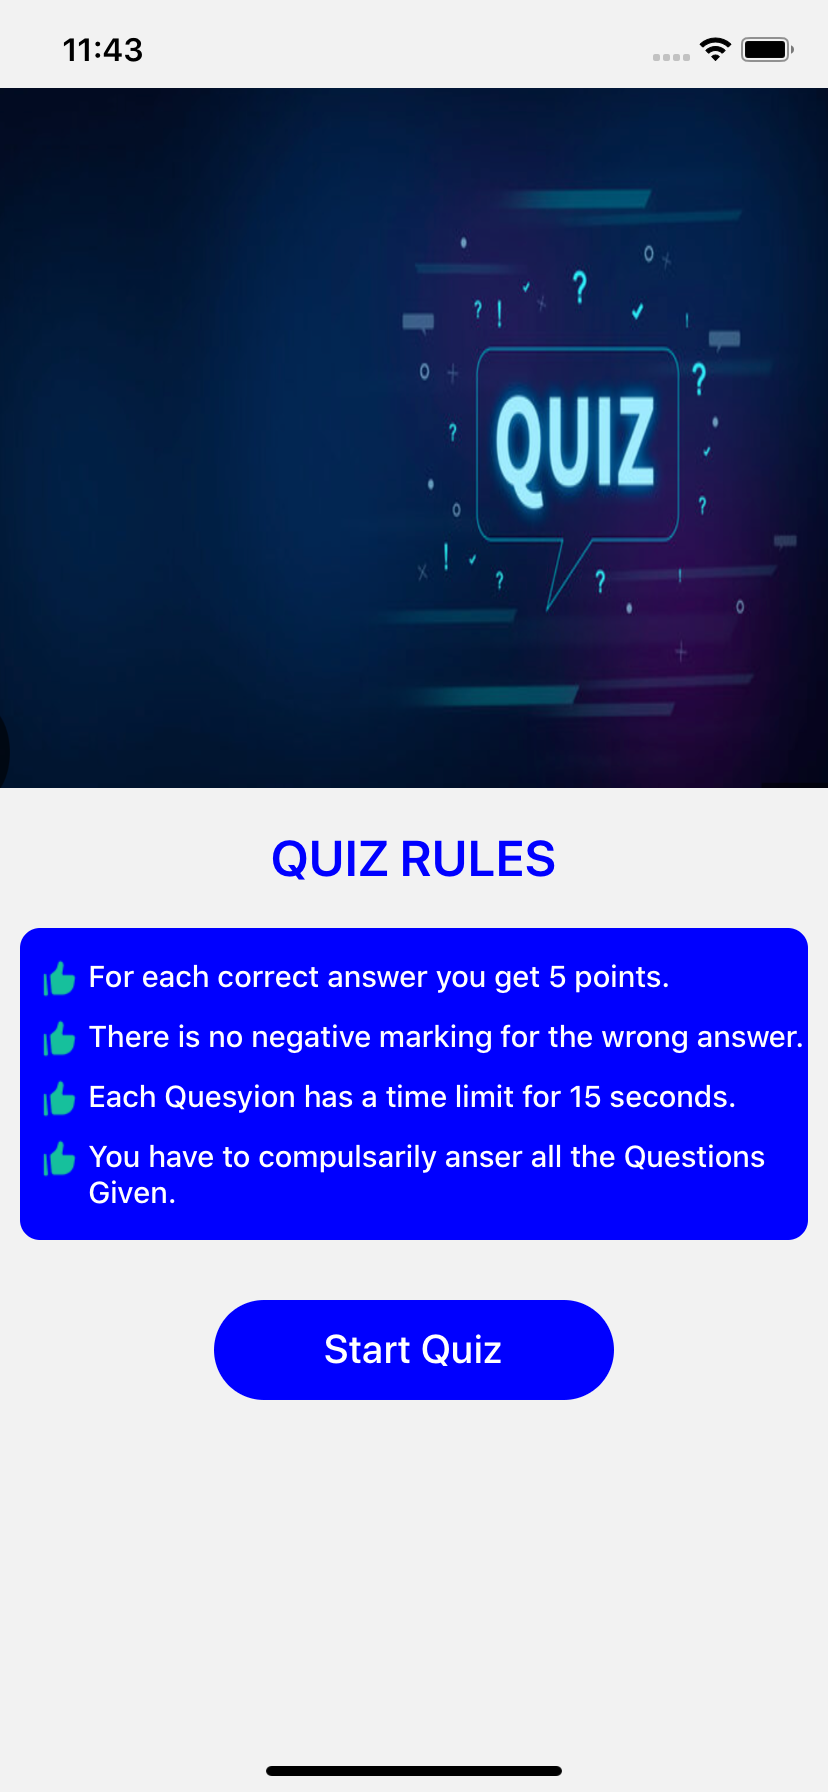 11:43
QUIZ
QUIZ RULES
For each correct answer you get 5 points.
There is no negative marking for the wrong answer.
Each Quesyion has a time limit for 15 seconds.
You have to compulsarily anser all the Questions
Given.
Start Quiz